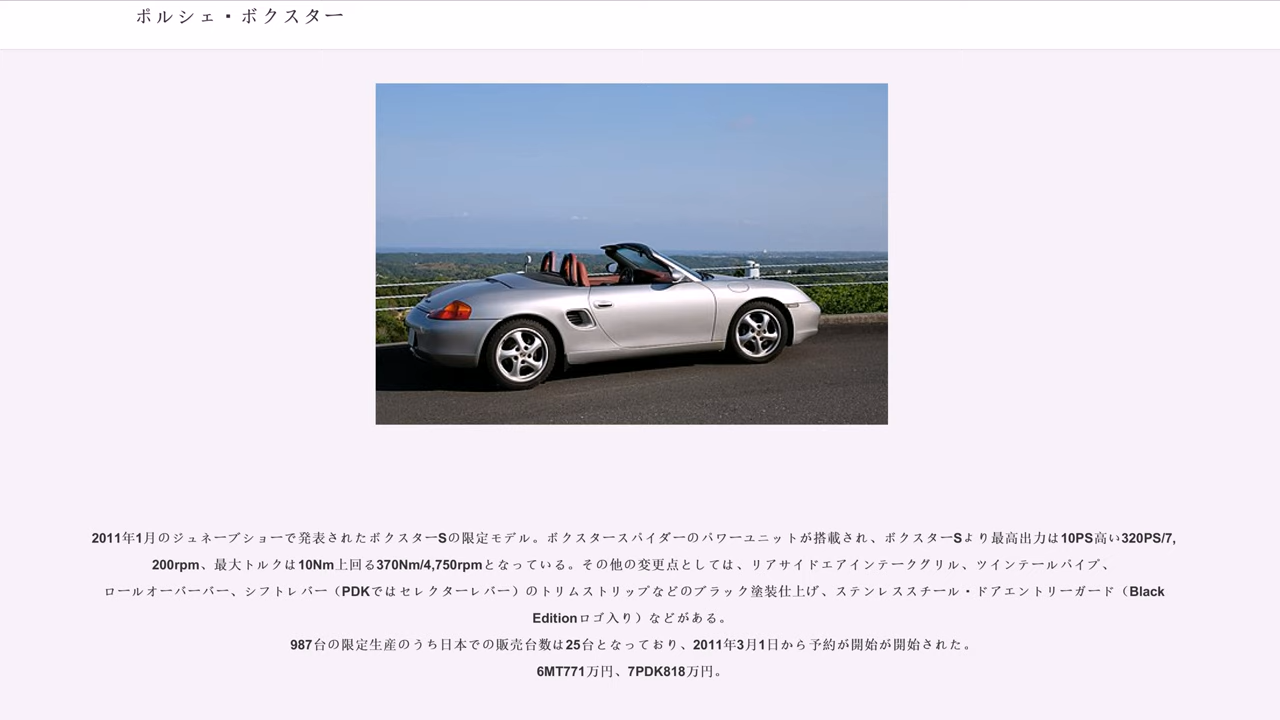 ポルシェ・ボクスター
2011年1月のジュネーブショーで発表されたボクスターSの限定モデル。ボクスタースパイダーのパワーユニットが搭載され、ボクスターSより最高出力は10PS高い320PS/7,
200rpm、最大トルクは10Nm上回る370Nm/4,750rpmとなっている。その他の変更点としては、リアサイドエアインテークグリル、ツインテールパイプ、
ロールオーバーバー、シフトレバー（PDKではセレクターレバー）のトリムストリップなどのブラック塗装仕上げ、ステンレススチール・ドアエントリーガード（Black
Editionロゴ入り）などがある。
987台の限定生産のうち日本での販売台数は25台となっており、2011年3月1日から予約が開始が開始された。
6MT771万円、7PDK818万円。